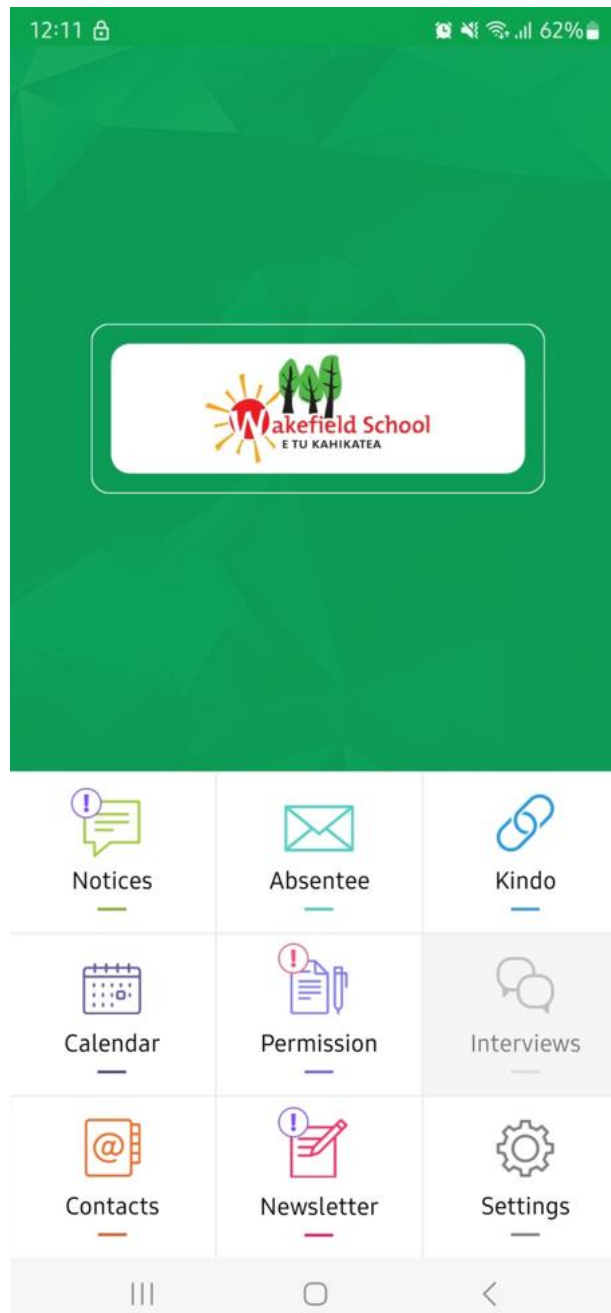 12:11 62%
Wakefield School
E TU KAHIKATEA
Notices Absentee Kindo
Calendar Permission Interviews
Contacts Newsletter Settings